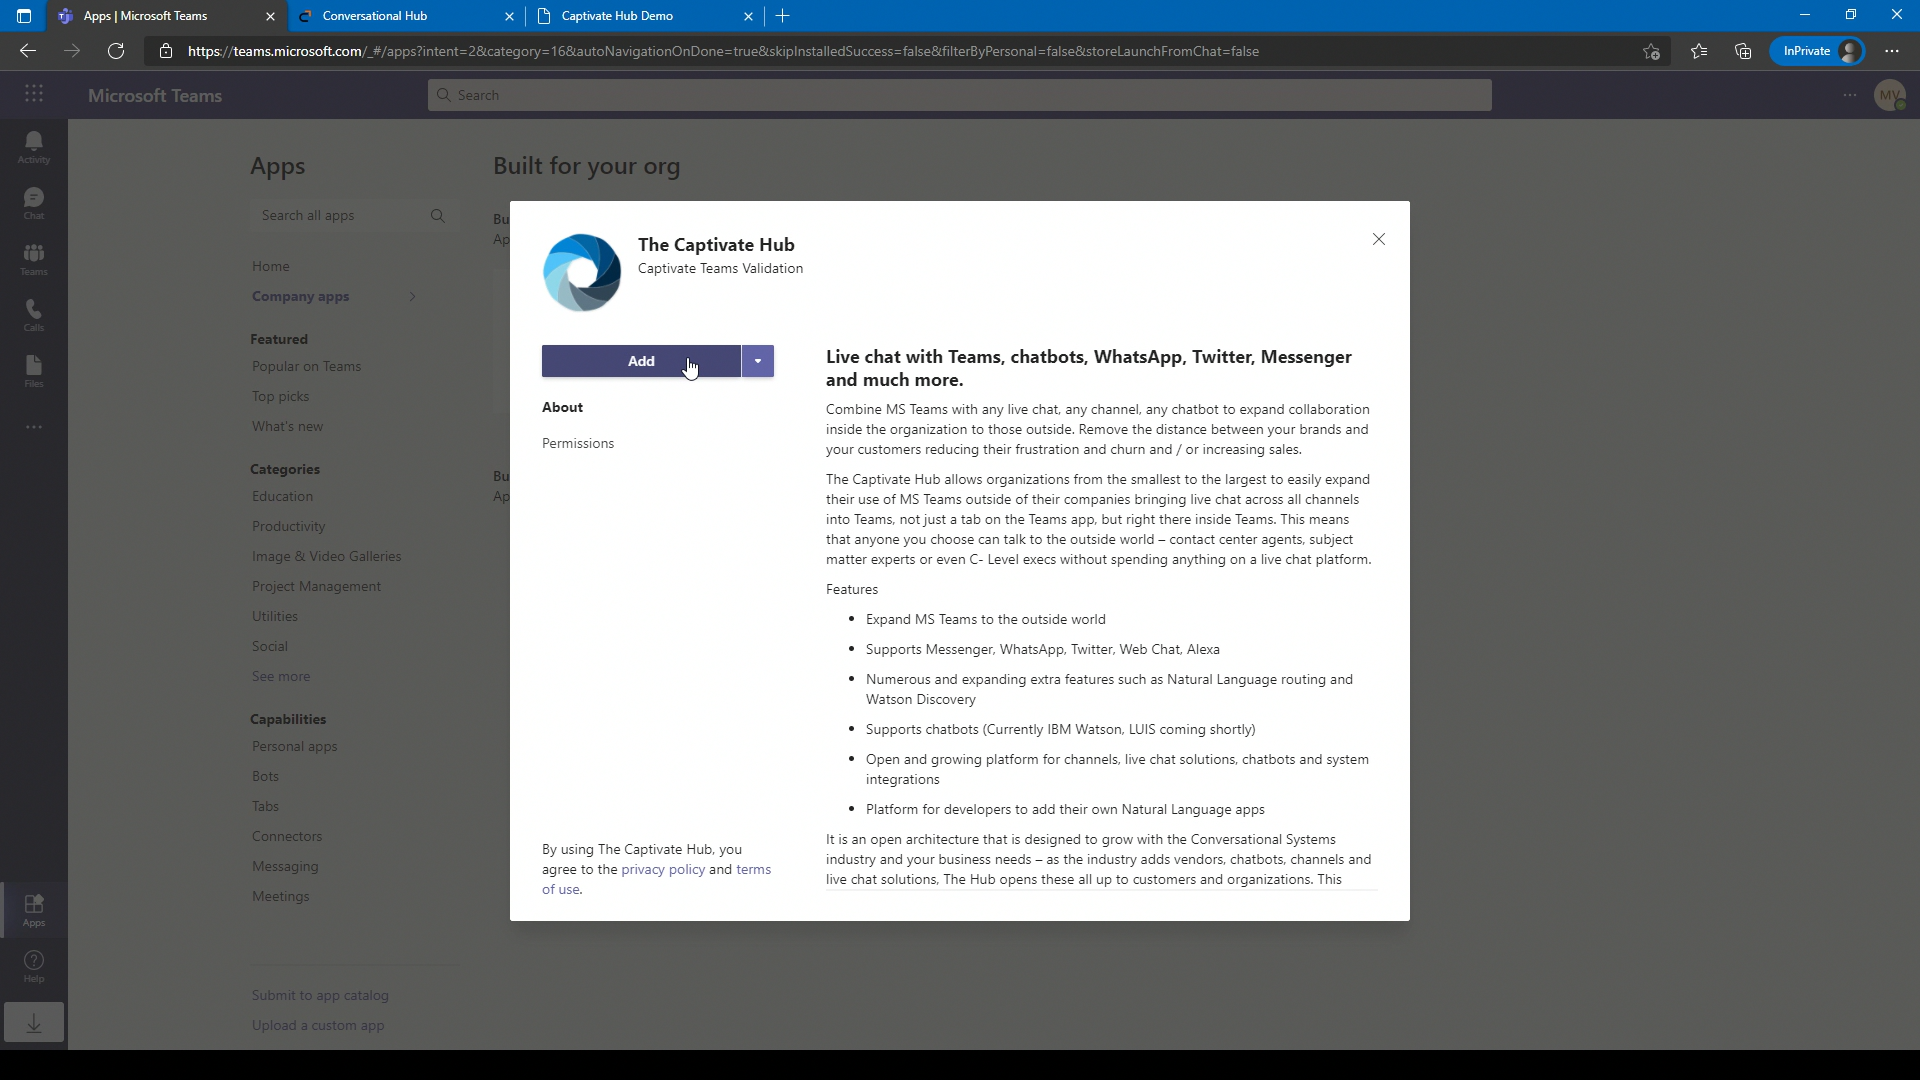 Apps | Microsoft Teams
Conversational Hub
Captivate Hub Demo
https://teams.microsoft.com/_#/apps?intent=2&category=16&autoNavigationOnDone=true&skipInstalledSuccess=false&filterByPersonal=false&storeLaunchFromChat=false
InPrivate
Microsoft Teams
Search
MV
Activity
Chat
Teams
Calls
Files
Apps
Help
Apps
Search all apps
Home
Company apps
Featured
Popular on Teams
Top picks
What's new
Categories
Education
Productivity
Image & Video Galleries
Project Management
Utilities
Social
See more
Capabilities
Personal apps
Bots
Tabs
Connectors
Messaging
Meetings
Submit to app catalog
Upload a custom app
Built for your org
Bu
Ap
Bu
Ap
The Captivate Hub
Captivate Teams Validation
Add
About
Permissions
By using The Captivate Hub, you
agree to the privacy policy and terms
of use.
Live chat with Teams, chatbots, WhatsApp, Twitter, Messenger
and much more.
Combine MS Teams with any live chat, any channel, any chatbot to expand collaboration
inside the organization to those outside. Remove the distance between your brands and
your customers reducing their frustration and churn and / or increasing sales.
The Captivate Hub allows organizations from the smallest to the largest to easily expand
their use of MS Teams outside of their companies bringing live chat across all channels
into Teams, not just a tab on the Teams app, but right there inside Teams. This means
that anyone you choose can talk to the outside world – contact center agents, subject
matter experts or even C- Level execs without spending anything on a live chat platform.
Features
• Expand MS Teams to the outside world
• Supports Messenger, WhatsApp, Twitter, Web Chat, Alexa
• Numerous and expanding extra features such as Natural Language routing and
Watson Discovery
• Supports chatbots (Currently IBM Watson, LUIS coming shortly)
• Open and growing platform for channels, live chat solutions, chatbots and system
integrations
• Platform for developers to add their own Natural Language apps
It is an open architecture that is designed to grow with the Conversational Systems
industry and your business needs – as the industry adds vendors, chatbots, channels and
live chat solutions, The Hub opens these all up to customers and organizations. This